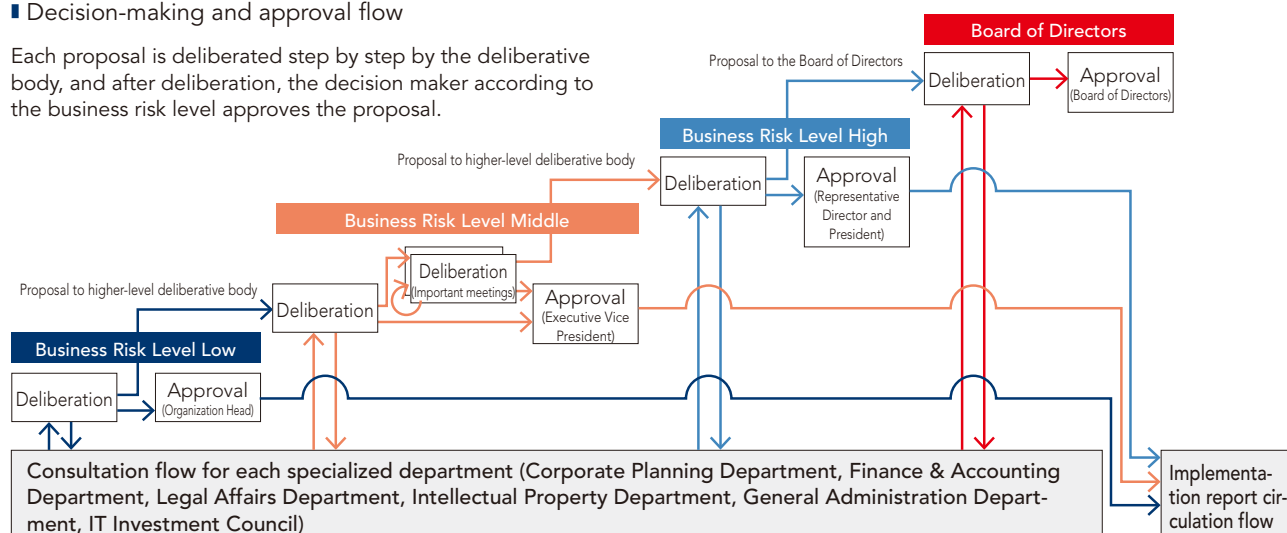 Decision-making and approval flow
Each proposal is deliberated step by step by the deliberative
body, and after deliberation, the decision maker according to
the business risk level approves the proposal.
Board of Directors
Proposal to the Board of Directors
Deliberation
Approval
(Board of Directors)
Business Risk Level High
Proposal to higher-level deliberative body
Deliberation
Approval
(Representative
Director and
President)
Business Risk Level Middle
Deliberation
(Important meetings)
Proposal to higher-level deliberative body
Deliberation
Approval
(Executive Vice
President)
Business Risk Level Low
Deliberation
Approval
(Organization Head)
Consultation flow for each specialized department (Corporate Planning Department, Finance & Accounting
Department, Legal Affairs Department, Intellectual Property Department, General Administration Depart-
ment, IT Investment Council)
Implementa-
tion report cir-
culation flow